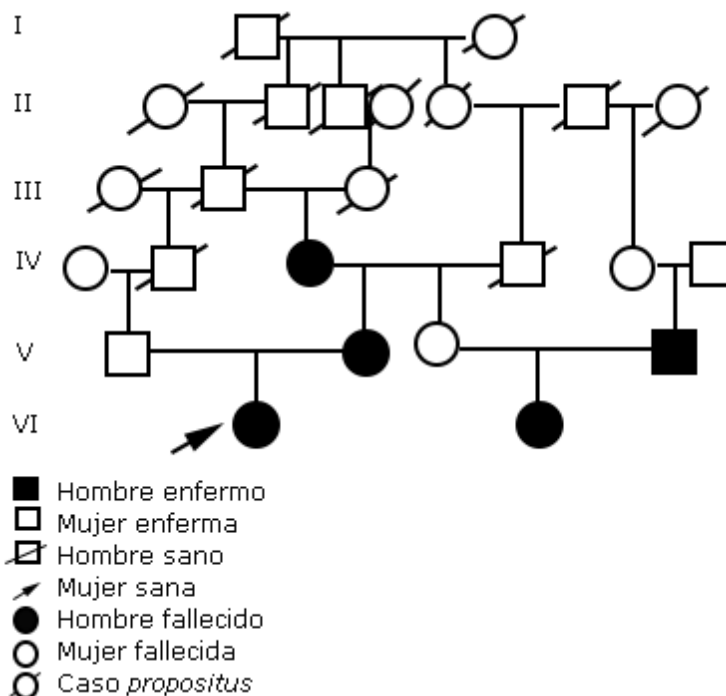 I
II
III
IV
V
VI
Hombre enfermo
Mujer enferma
Hombre sano
Mujer sana
Hombre fallecido
Mujer fallecida
Caso propositus